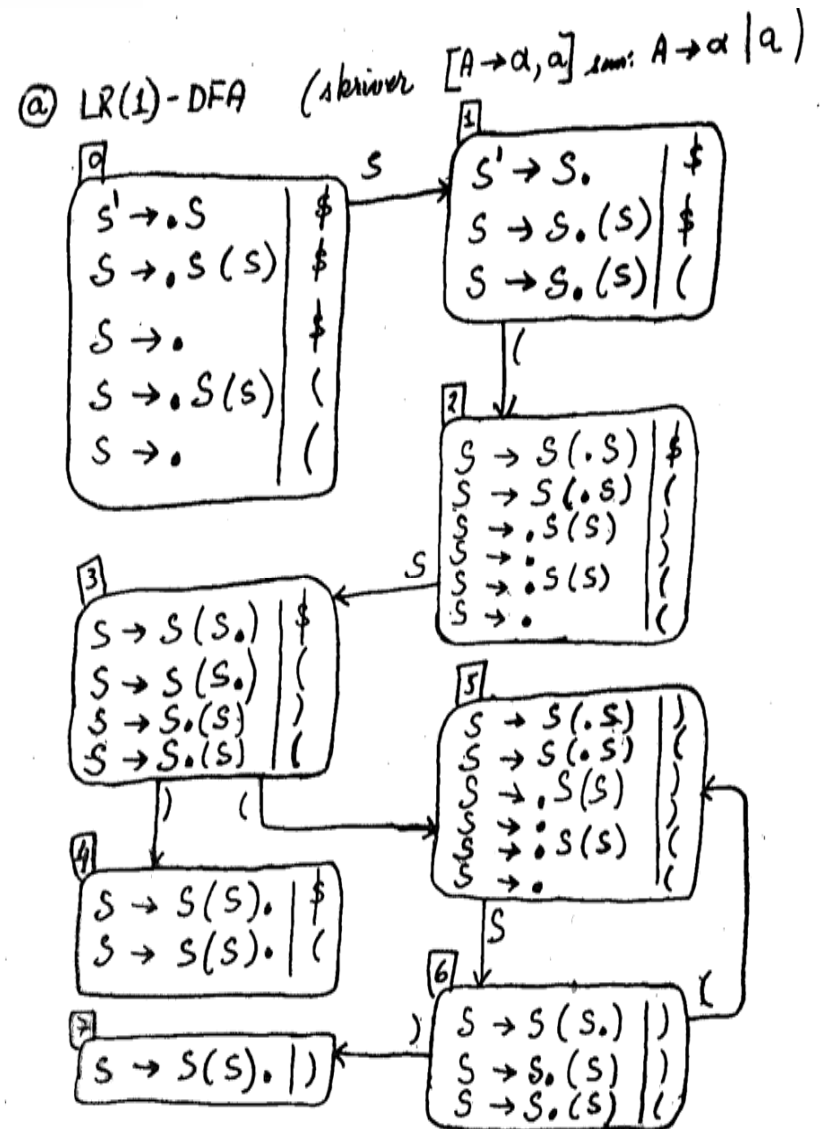 ⓐ LR(1)-DFA (skriver [A→α, a] som: A→α | a)
0
S' → .S | $
S → .S(S) | $
S → . | $
S → .S(S) | (
S → . | (
S
1
S' → S. | $
S → S.(S) | $
S → S.(S) | (
(
2
S → S(.S) | $
S → S(.S) | (
S → .S(S) | )
S → . | )
S → .S(S) | (
S → . | (
S
3
S → S(S.) | $
S → S(S.) | (
S → S.(S) | )
S → S.(S) | (
) (
5
S → S(.S) | )
S → S(.S) | (
S → .S(S) | )
S → . | )
S → .S(S) | (
S → . | (
4
S → S(S). | $
S → S(S). | (
S
6
S → S(S.) | )
S → S.(S) | )
S → S.(S) | (
(
)
7
S → S(S). | )